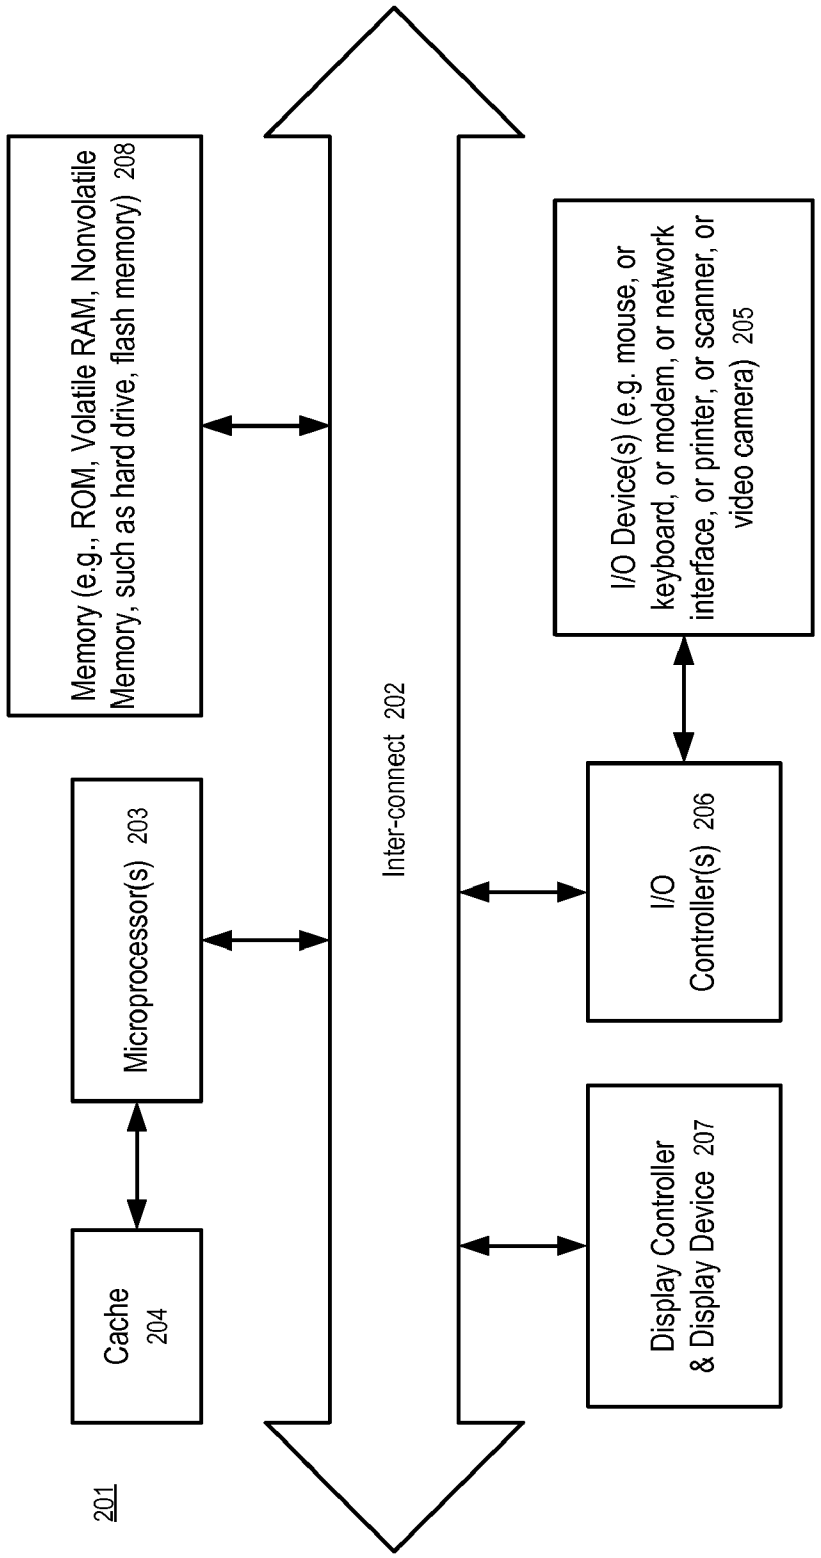 201
Cache
204
Microprocessor(s) 203
Memory (e.g., ROM, Volatile RAM, Nonvolatile
Memory, such as hard drive, flash memory) 208
Inter-connect 202
Display Controller
& Display Device 207
I/O
Controller(s) 206
I/O Device(s) (e.g. mouse, or
keyboard, or modem, or network
interface, or printer, or scanner, or
video camera) 205